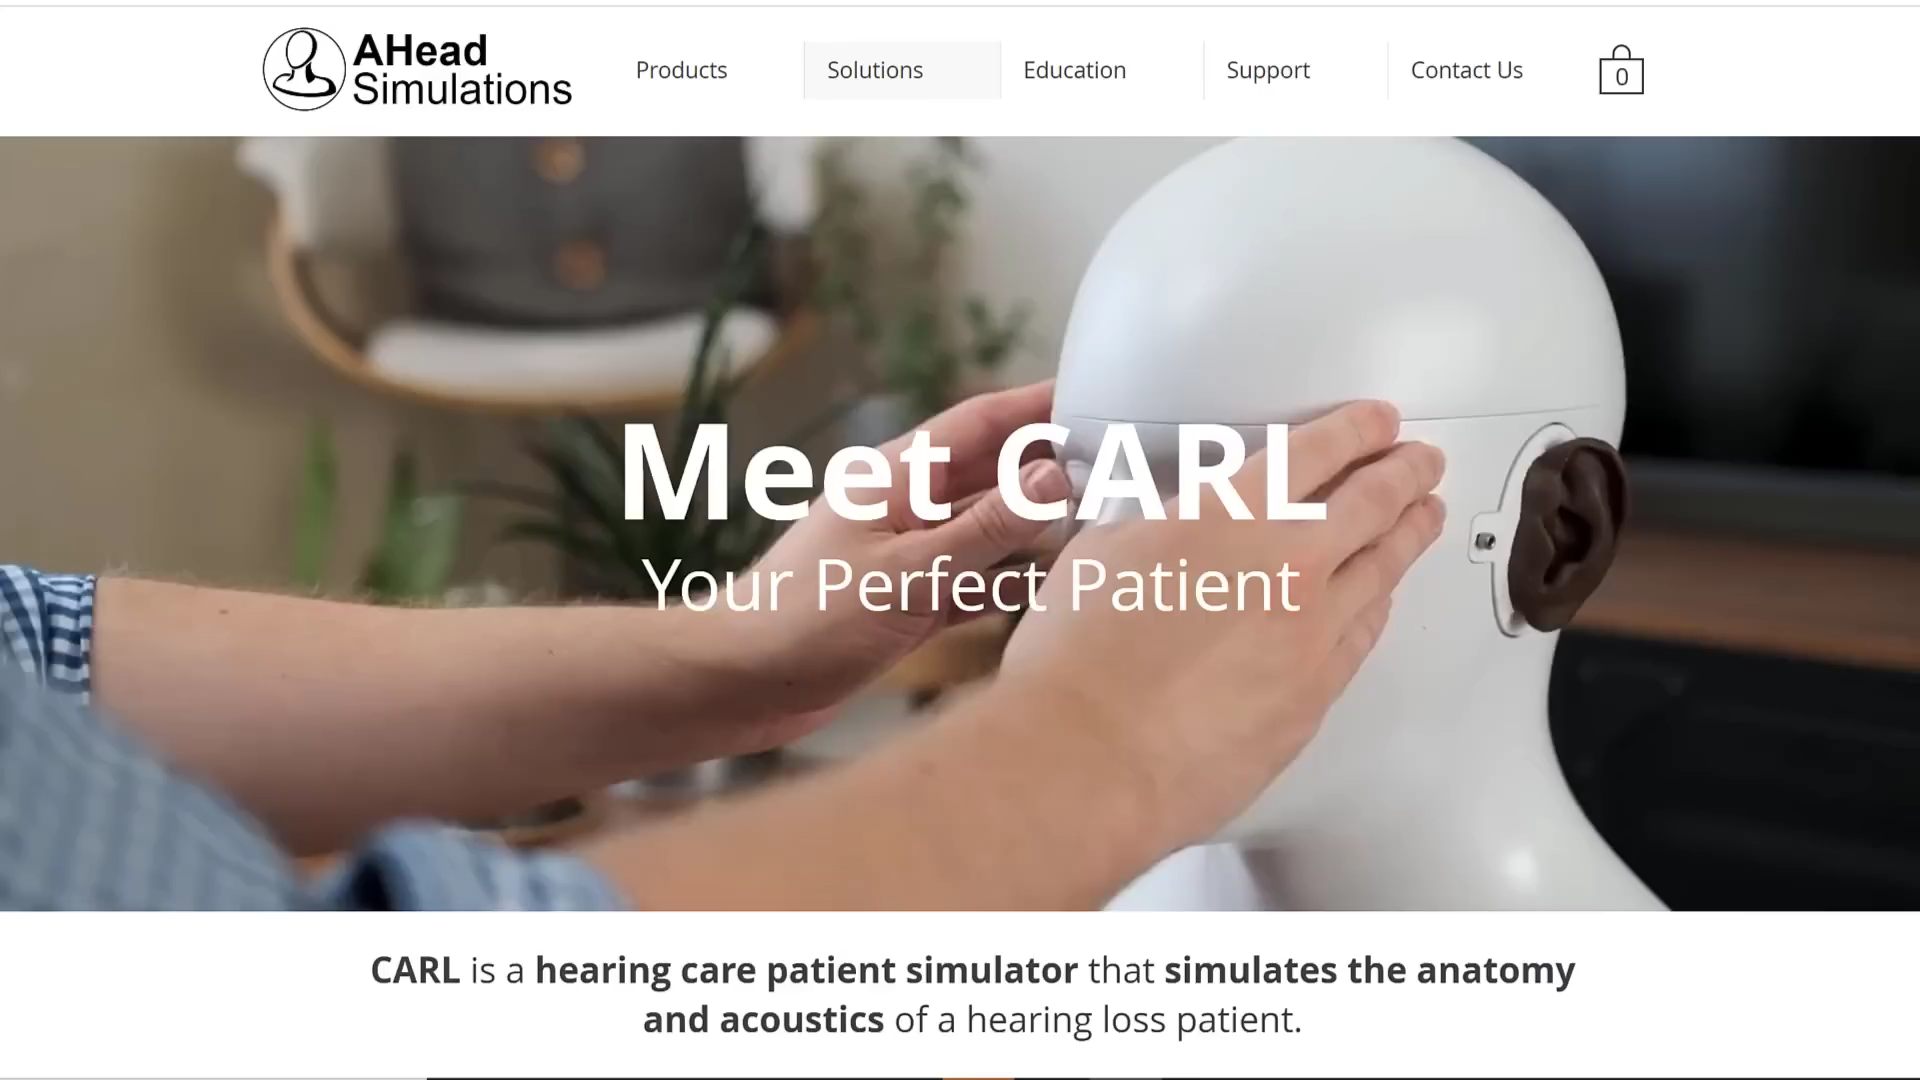 AHead
Simulations
Products
Solutions
Education
Support
Contact Us
0
Meet CARL
Your Perfect Patient
CARL is a hearing care patient simulator that simulates the anatomy
and acoustics of a hearing loss patient.